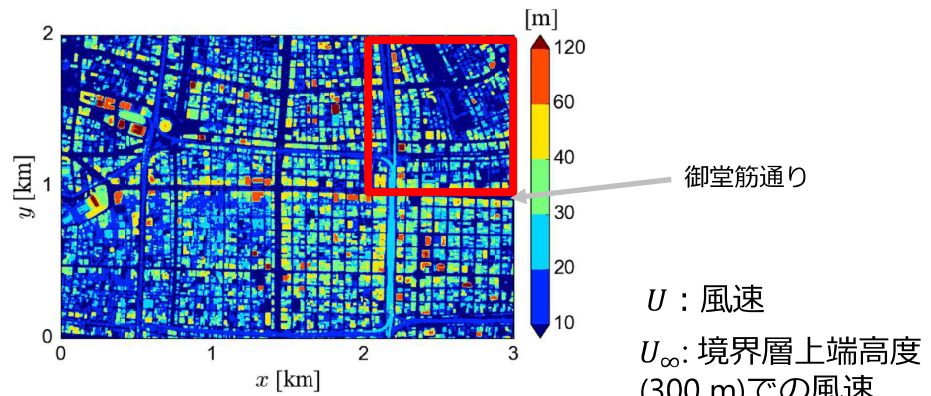 [m]
2
120
60
40
御堂筋通り
1
30
y [km]
20
U：風速
0
10
0 1 2 3
U∞: 境界層上端高度
x [km]
(300 m)での風速